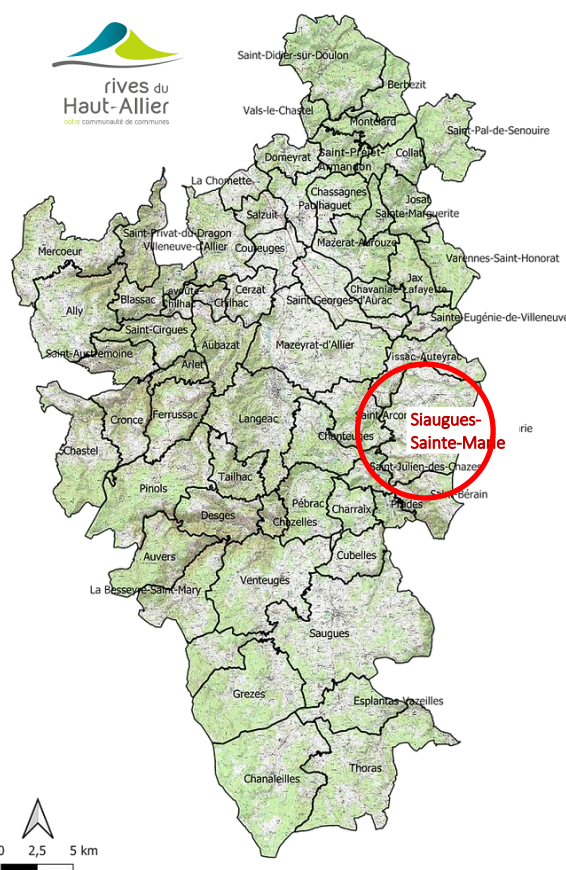 rives du
Haut-Allier
notre communauté de communes
Saint-Didier-sur-Doulon
Berbezit
Vals-le-Chastel
Montclard
Saint-Pal-de-Senouire
Domeyrat
Saint-Préjet-
Armandon
Collat
La Chomette
Chassagnes
Josat
Salzuit
Paulhaguet
Sainte-Marguerite
Saint-Privat-du-Dragon
Villeneuve-d'Allier
Couteuges
Mazerat-Aurouze
Mercoeur
Varennes-Saint-Honorat
Jax
Ally
Blassac
Lavoûte-
Chilhac
Chilhac
Cerzat
Saint-Georges-d'Aurac
Chavaniac-Lafayette
Sainte-Eugénie-de-Villeneuve
Saint-Cirgues
Aubazat
Mazeyrat-d'Allier
Saint-Austremoine
Arlet
Vissac-Auteyrac
Cronce
Ferrussac
Langeac
Saint-Arcon
Siaugues-
Sainte-Marie
rie
Chanteuges
Chastel
Saint-Julien-des-Chazes
Tailhac
Pinols
Saint-Bérain
Pébrac
Prades
Desges
Chazelles
Charraix
Auvers
Cubelles
La Besseyre-Saint-Mary
Venteuges
Saugues
Grezes
Esplantas-Vazeilles
Chanaleilles
Thoras
0 2,5 5 km